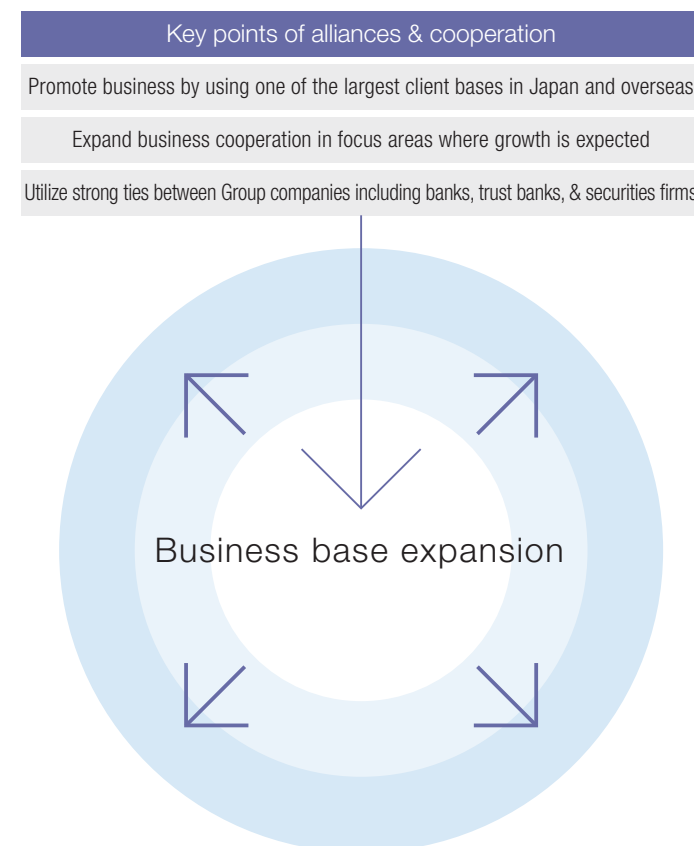 Key points of alliances & cooperation
Promote business by using one of the largest client bases in Japan and overseas
Expand business cooperation in focus areas where growth is expected
Utilize strong ties between Group companies including banks, trust banks, & securities firms
Business base expansion